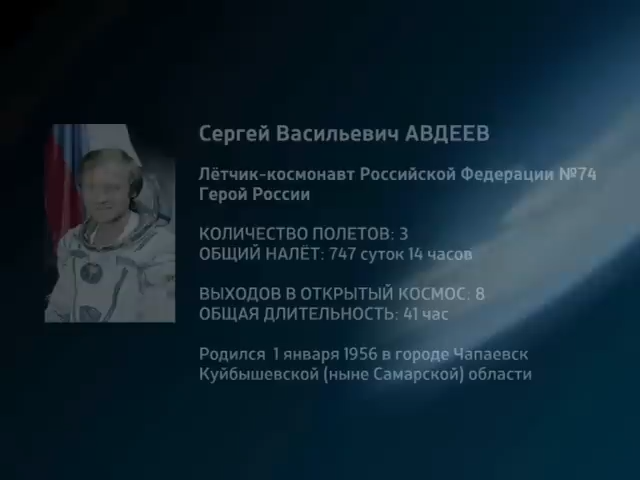 Сергей Васильевич АВДЕЕВ
Лётчик-космонавт Российской Федерации №74
Герой России
КОЛИЧЕСТВО ПОЛЕТОВ: 3
ОБЩИЙ НАЛЁТ: 747 суток 14 часов
ВЫХОДОВ В ОТКРЫТЫЙ КОСМОС: 8
ОБЩАЯ ДЛИТЕЛЬНОСТЬ: 41 час
Родился 1 января 1956 в городе Чапаевск
Куйбышевской (ныне Самарской) области